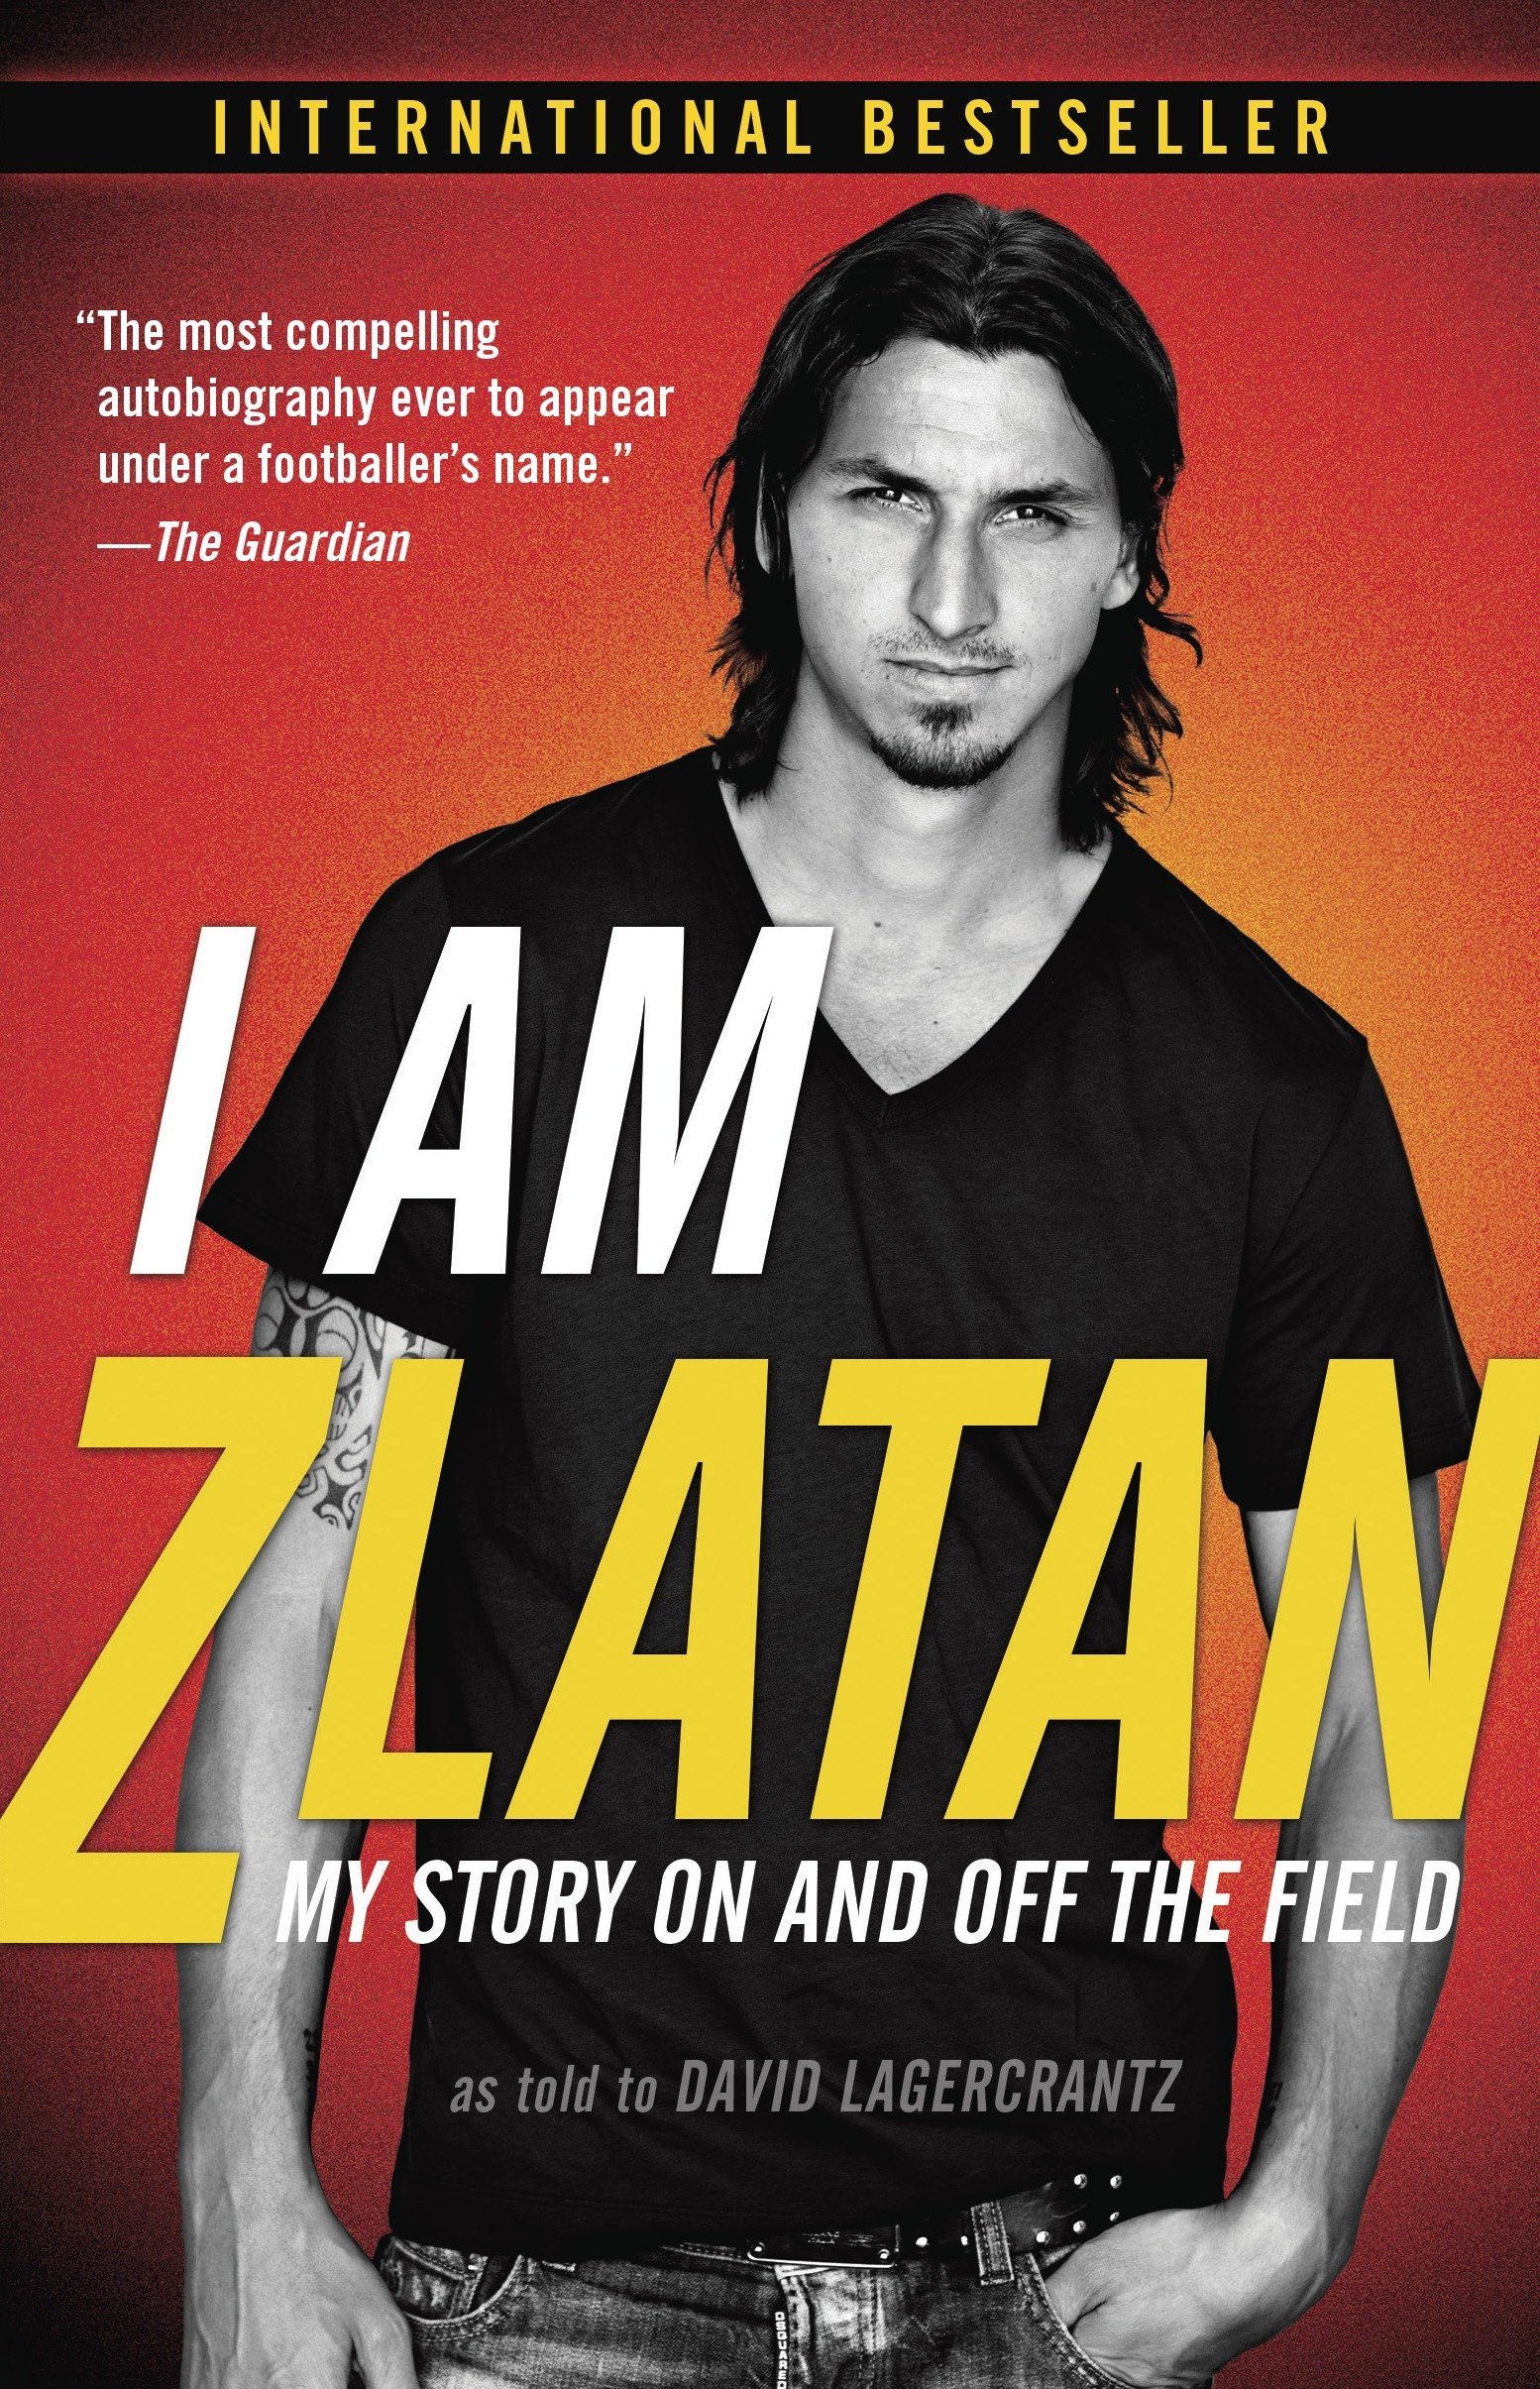 INTERNATIONAL BESTSELLER
“The most compelling
autobiography ever to appear
under a footballer’s name.”
—The Guardian
I AM
ZLATAN
MY STORY ON AND OFF THE FIELD
as told to DAVID LAGERCRANTZ
DSQUARED